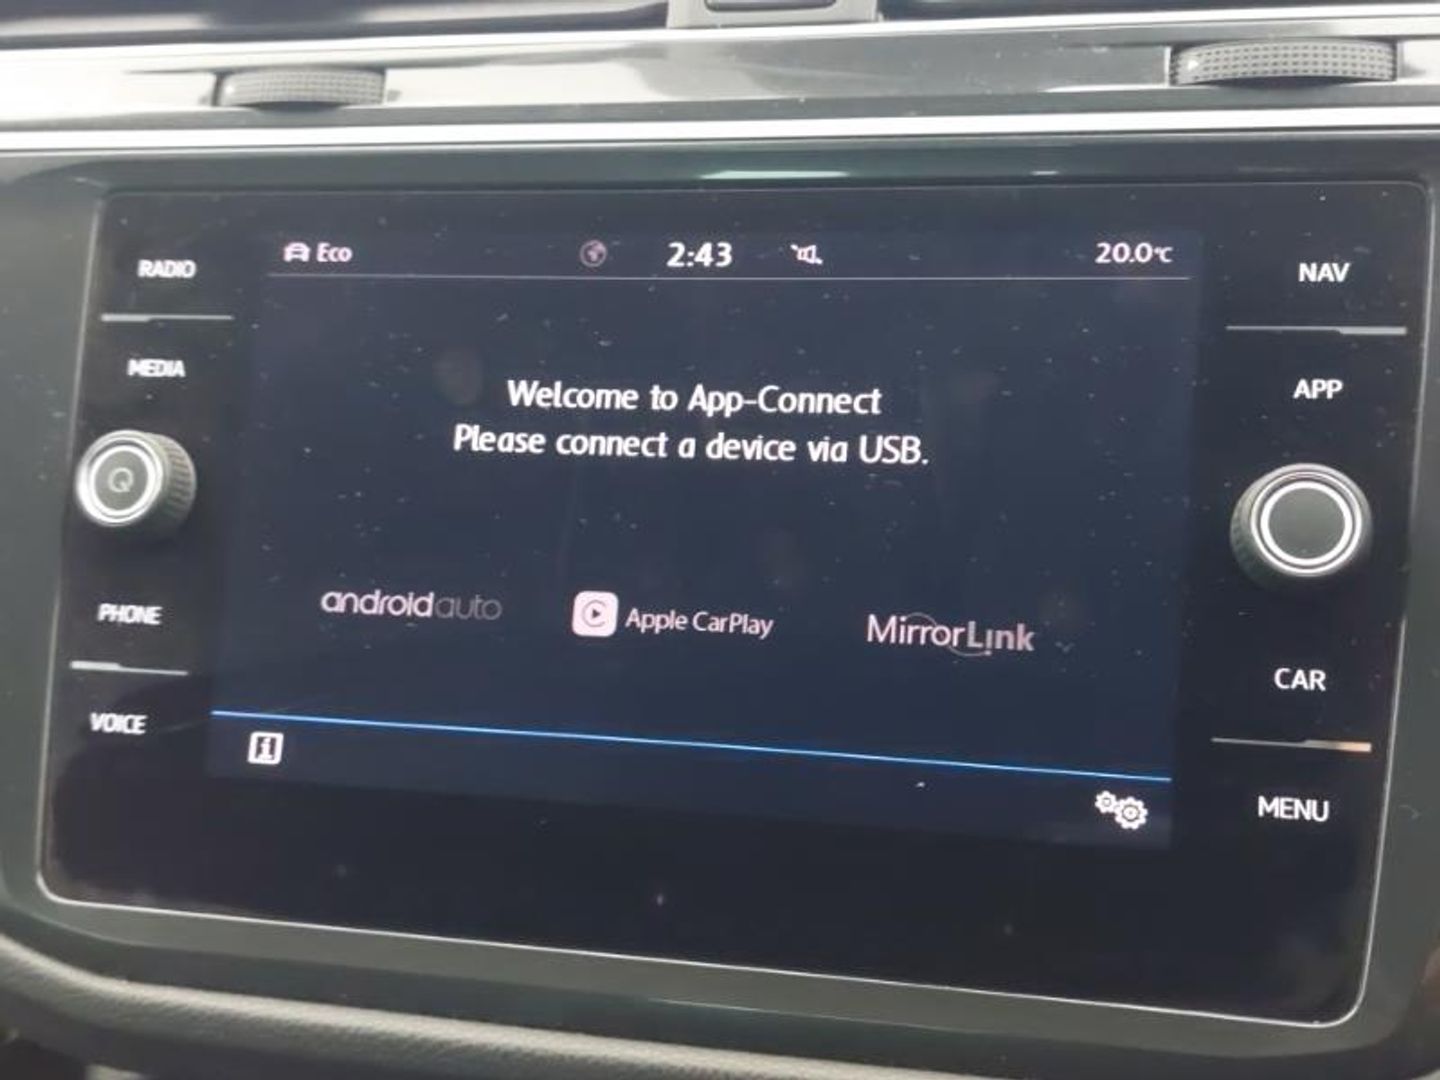 Eco 2:43 20.0°C
RADIO
NAV
MEDIA
APP
Welcome to App-Connect
Please connect a device via USB.
androidauto Apple CarPlay MirrorLink
PHONE
CAR
VOICE
MENU